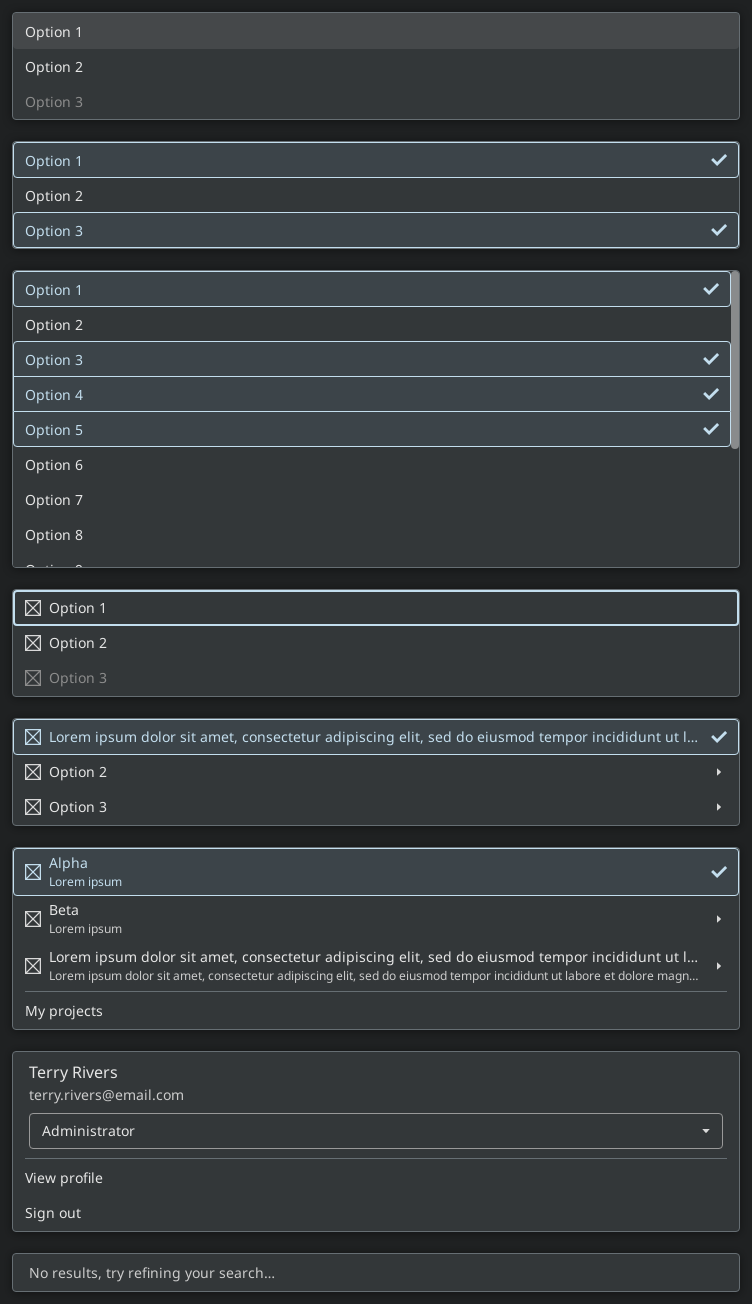 Option 1
Option 2
Option 3
Option 1
Option 2
Option 3
Option 1
Option 2
Option 3
Option 4
Option 5
Option 6
Option 7
Option 8
Option 1
Option 2
Option 3
Lorem ipsum dolor sit amet, consectetur adipiscing elit, sed do eiusmod tempor incididunt ut l…
Option 2
Option 3
Alpha
Lorem ipsum
Beta
Lorem ipsum
Lorem ipsum dolor sit amet, consectetur adipiscing elit, sed do eiusmod tempor incididunt ut l…
Lorem ipsum dolor sit amet, consectetur adipiscing elit, sed do eiusmod tempor incididunt ut labore et dolore magn…
My projects
Terry Rivers
terry.rivers@email.com
Administrator
View profile
Sign out
No results, try refining your search...